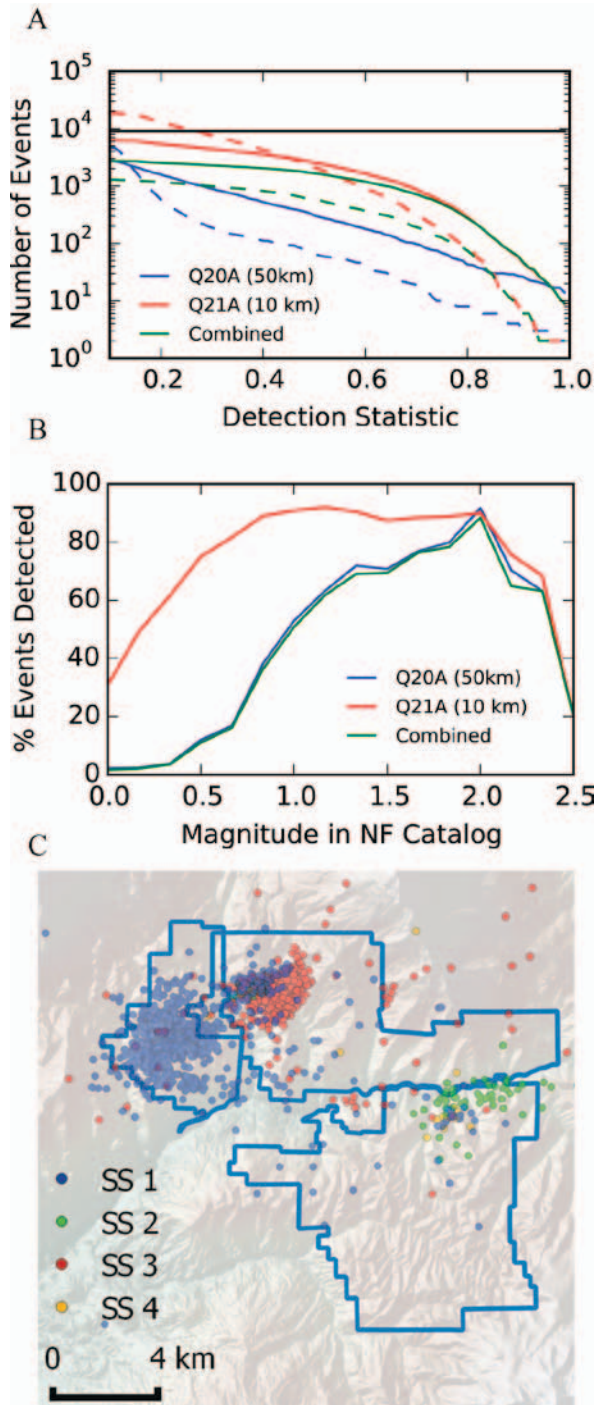 A
10^5
10^4
10^3
10^2
10^1
10^0
Number of Events
Q20A (50km)
Q21A (10 km)
Combined
0.2 0.4 0.6 0.8 1.0
Detection Statistic
B
100
80
60
40
20
0
% Events Detected
Q20A (50km)
Q21A (10 km)
Combined
0.0 0.5 1.0 1.5 2.0 2.5
Magnitude in NF Catalog
C
SS 1
SS 2
SS 3
SS 4
0 4 km